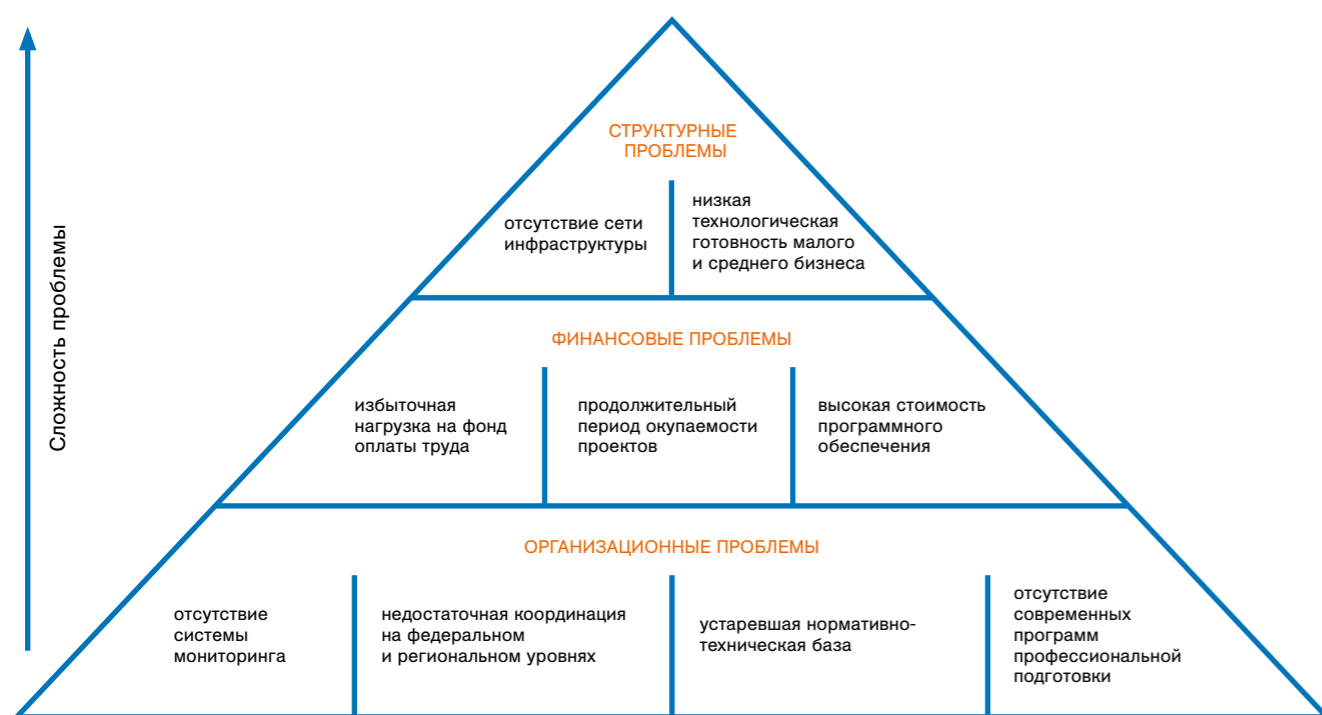 Сложность проблемы
СТРУКТУРНЫЕ
ПРОБЛЕМЫ
отсутствие сети
инфраструктуры
низкая
технологическая
готовность малого
и среднего бизнеса
ФИНАНСОВЫЕ ПРОБЛЕМЫ
избыточная
нагрузка на фонд
оплаты труда
продолжительный
период окупаемости
проектов
высокая стоимость
программного
обеспечения
ОРГАНИЗАЦИОННЫЕ ПРОБЛЕМЫ
отсутствие
системы
мониторинга
недостаточная координация
на федеральном
и региональном уровнях
устаревшая нормативно-
техническая база
отсутствие
современных
программ
профессиональной
подготовки